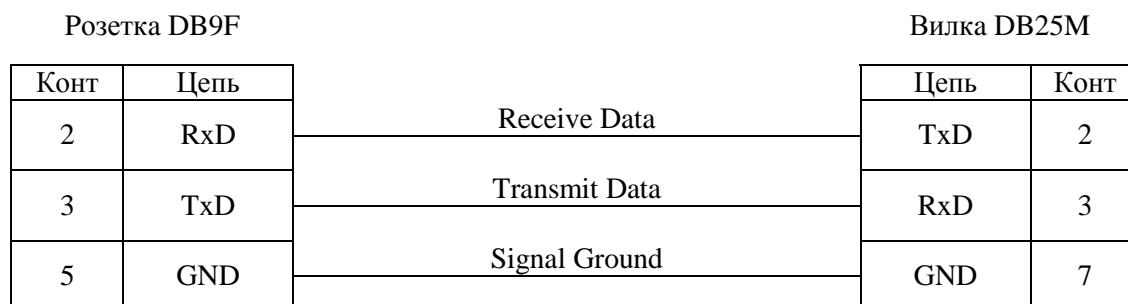 Розетка DB9F Вилка DB25M
Конт Цепь Цепь Конт
2 RxD Receive Data TxD 2
3 TxD Transmit Data RxD 3
5 GND Signal Ground GND 7